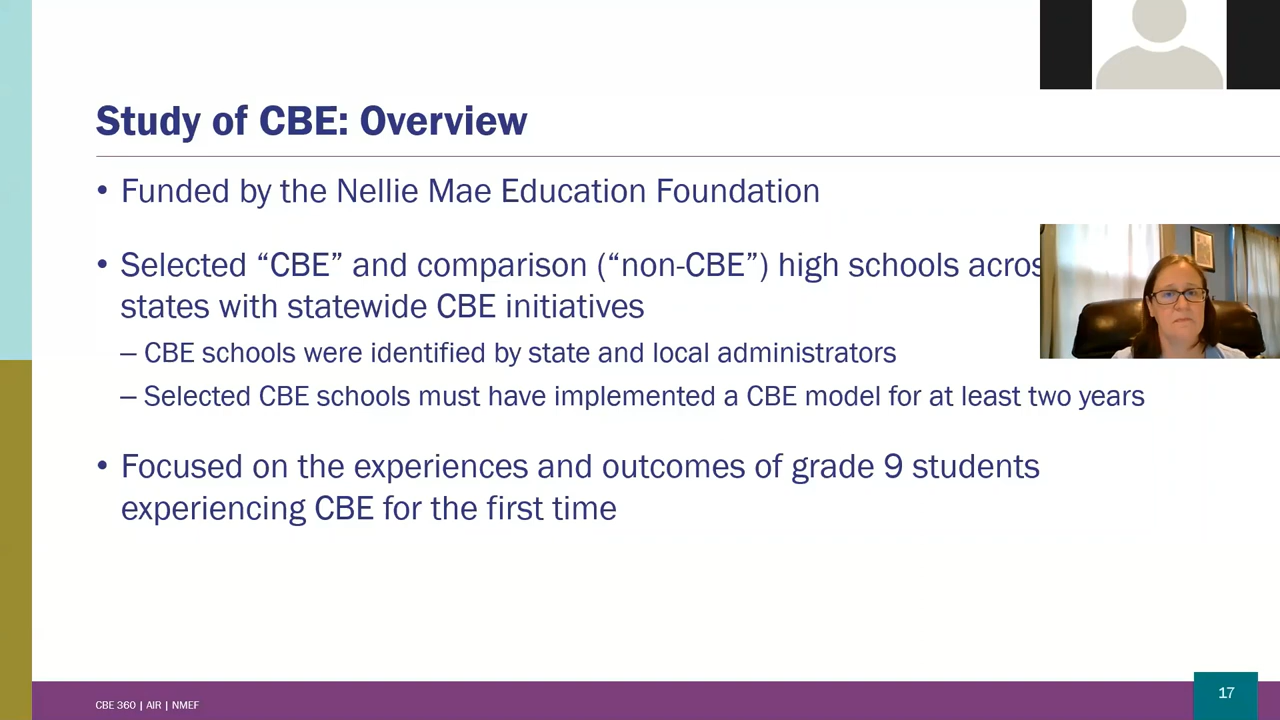 Study of CBE: Overview
• Funded by the Nellie Mae Education Foundation
• Selected “CBE” and comparison (“non-CBE”) high schools
states with statewide CBE initiatives
– CBE schools were identified by state and local administrators
– Selected CBE schools must have implemented a CBE model for at least two years
• Focused on the experiences and outcomes of grade 9 students
experiencing CBE for the first time
CBE 360 | AIR | NMEF
17